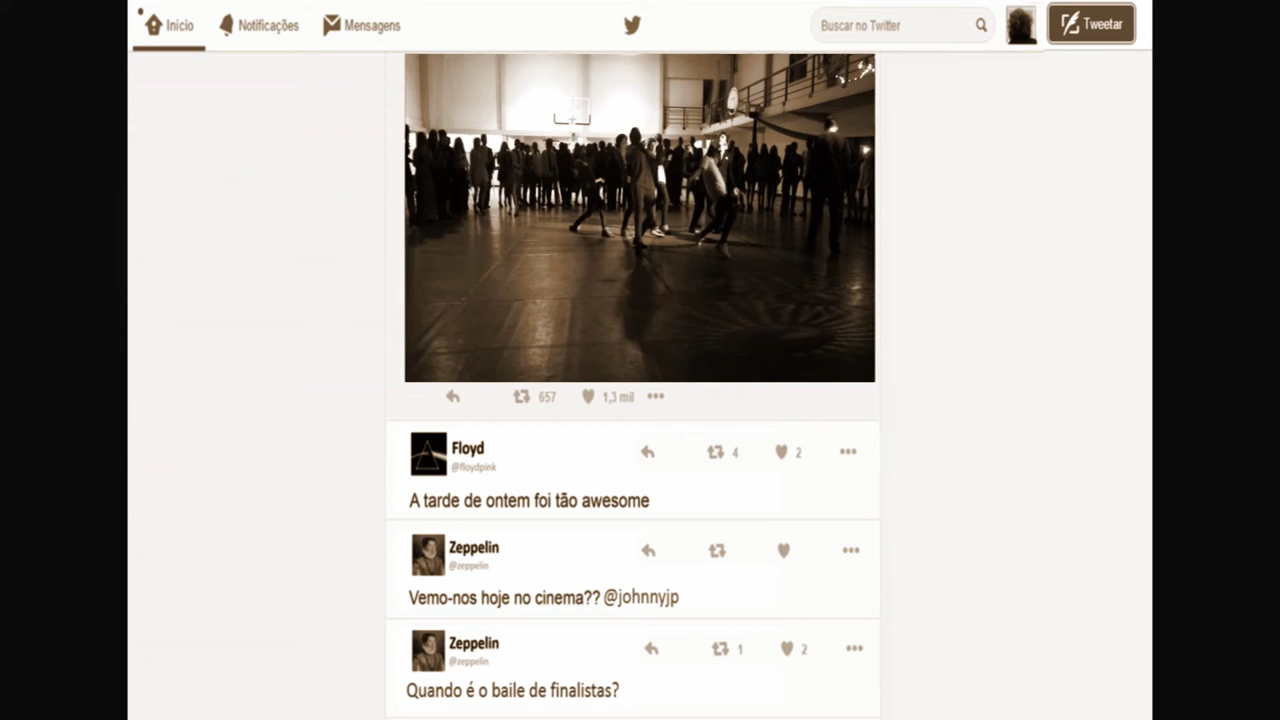 Início Notificações Mensagens Buscar no Twitter Tweetar
657 1,3 mil
Floyd 4 2
@floydpink
A tarde de ontem foi tão awesome
Zeppelin
@zeppelin
Vemo-nos hoje no cinema?? @johnnyjp
Zeppelin 1 2
@zeppelin
Quando é o baile de finalistas?